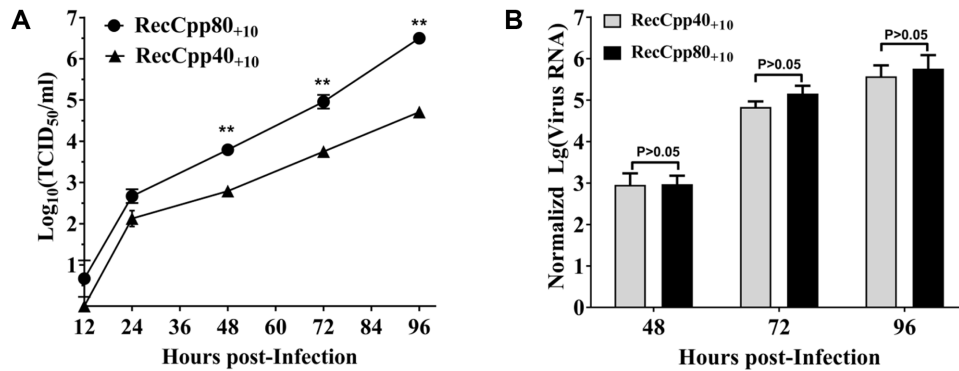 A
RecCpp80+10
RecCpp40+10
Log10(TCID50/ml)
7
6
5
4
3
2
1
**
**
**
12 24 36 48 60 72 84 96
Hours post-Infection
B
RecCpp40+10
RecCpp80+10
Normalizd Lg(Virus RNA)
7
6
5
4
3
2
1
0
P>0.05
P>0.05
P>0.05
48 72 96
Hours post-Infection